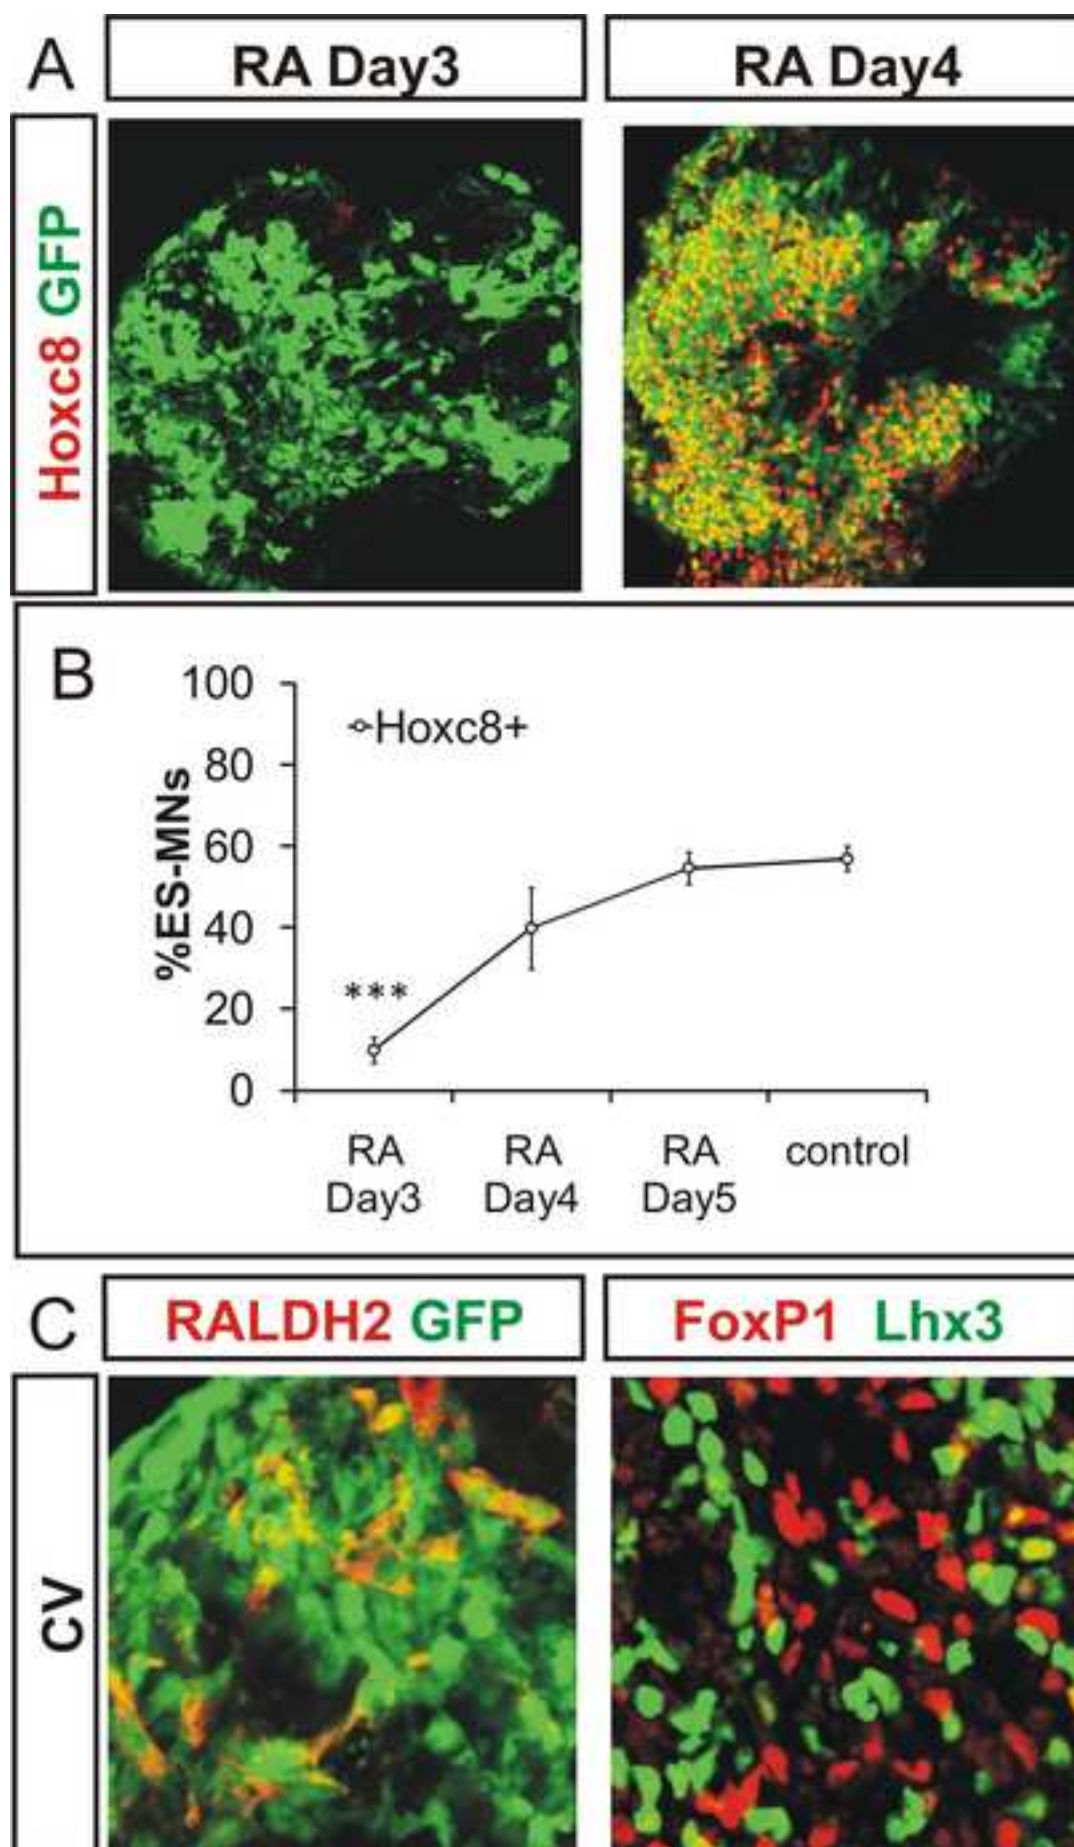 A
RA Day3
RA Day4
Hoxc8 GFP
B
100
80
60
40
20
0
%ES-MNs
Hoxc8+
***
RA Day3
RA Day4
RA Day5
control
C
RALDH2 GFP
FoxP1 Lhx3
CV